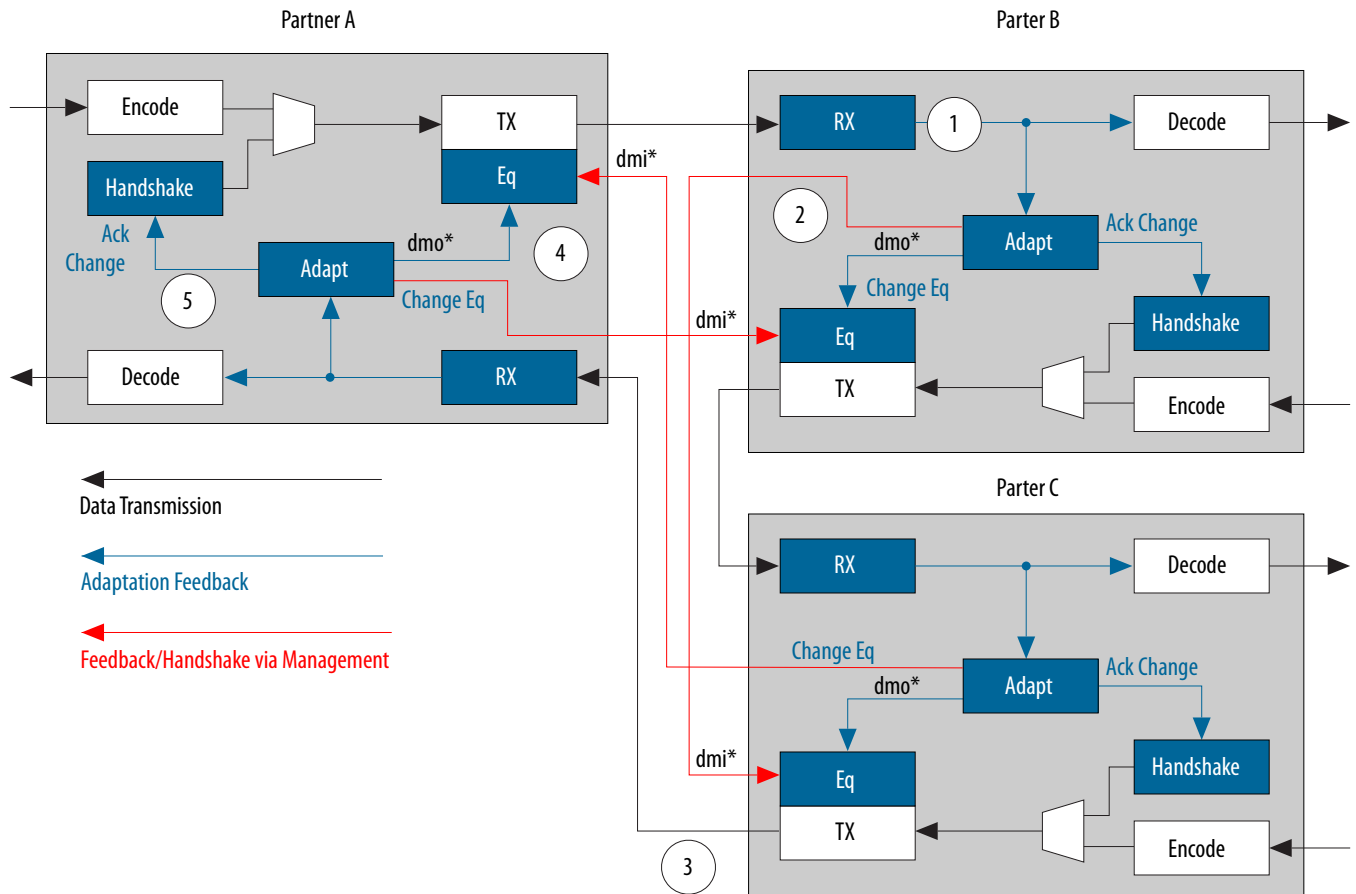 Partner A
Parter B
Encode
TX
Eq
dmi*
Handshake
Ack
Change
Adapt
dmo*
Change Eq
4
5
Decode
RX
dmi*
RX
1
Decode
2
Adapt
Ack Change
dmo*
Change Eq
Handshake
Eq
TX
Encode
Data Transmission
Adaptation Feedback
Feedback/Handshake via Management
Parter C
RX
Decode
Change Eq
Adapt
Ack Change
dmo*
dmi*
Handshake
Eq
TX
Encode
3